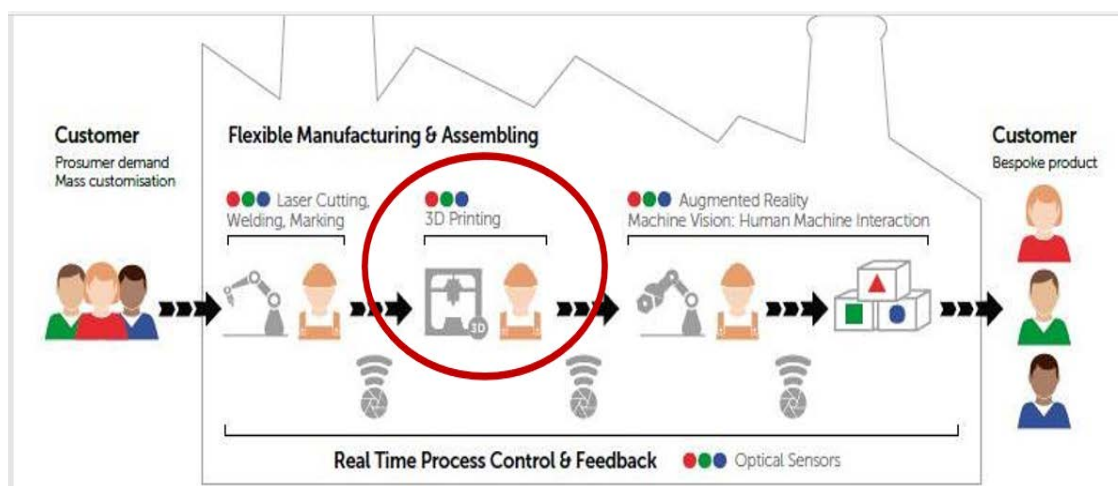 Customer
Prosumer demand
Mass customisation
Flexible Manufacturing & Assembling
Laser Cutting,
Welding, Marking
3D Printing
Augmented Reality
Machine Vision: Human Machine Interaction
Customer
Bespoke product
3D
Real Time Process Control & Feedback
Optical Sensors